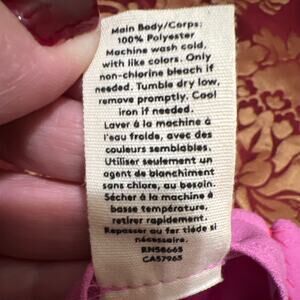 Main Body/Corps:
100% Polyester
Machine wash cold,
with like colors. Only
non-chlorine bleach if
needed. Tumble dry low,
remove promptly. Cool
iron if needed.
Laver à la machine à
l'eau froide, avec des
couleurs semblables.
Utiliser seulement un
agent de blanchiment
sans chlore, au besoin.
Sécher à la machine à
basse température,
retirer rapidement.
Repasser au fer tiède si
nécessaire.
RN58665
CA57965